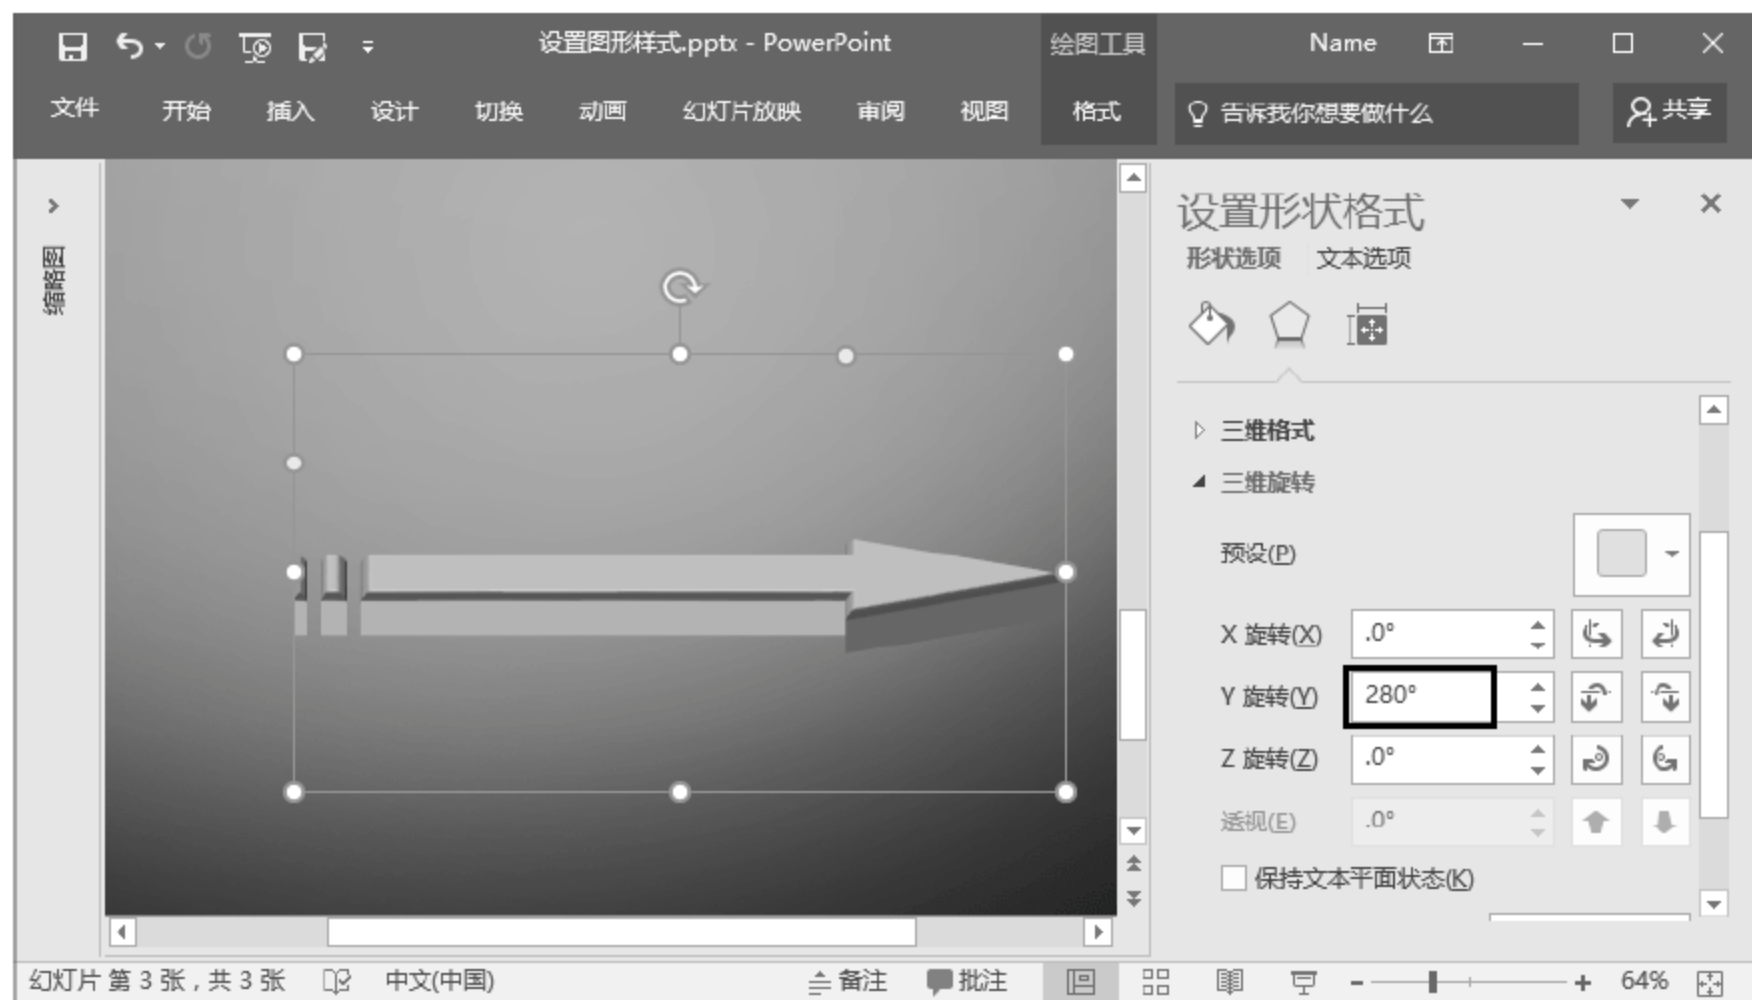 设置图形样式.pptx - PowerPoint
绘图工具
Name
文件 开始 插入 设计 切换 动画 幻灯片放映 审阅 视图 格式 告诉我你想要做什么 共享
缩略图
设置形状格式
形状选项 文本选项
三维格式
三维旋转
预设(P)
X 旋转(X) .0°
Y 旋转(Y) 280°
Z 旋转(Z) .0°
透视(E) .0°
保持文本平面状态(K)
幻灯片 第 3 张，共 3 张 中文(中国) 备注 批注 64%